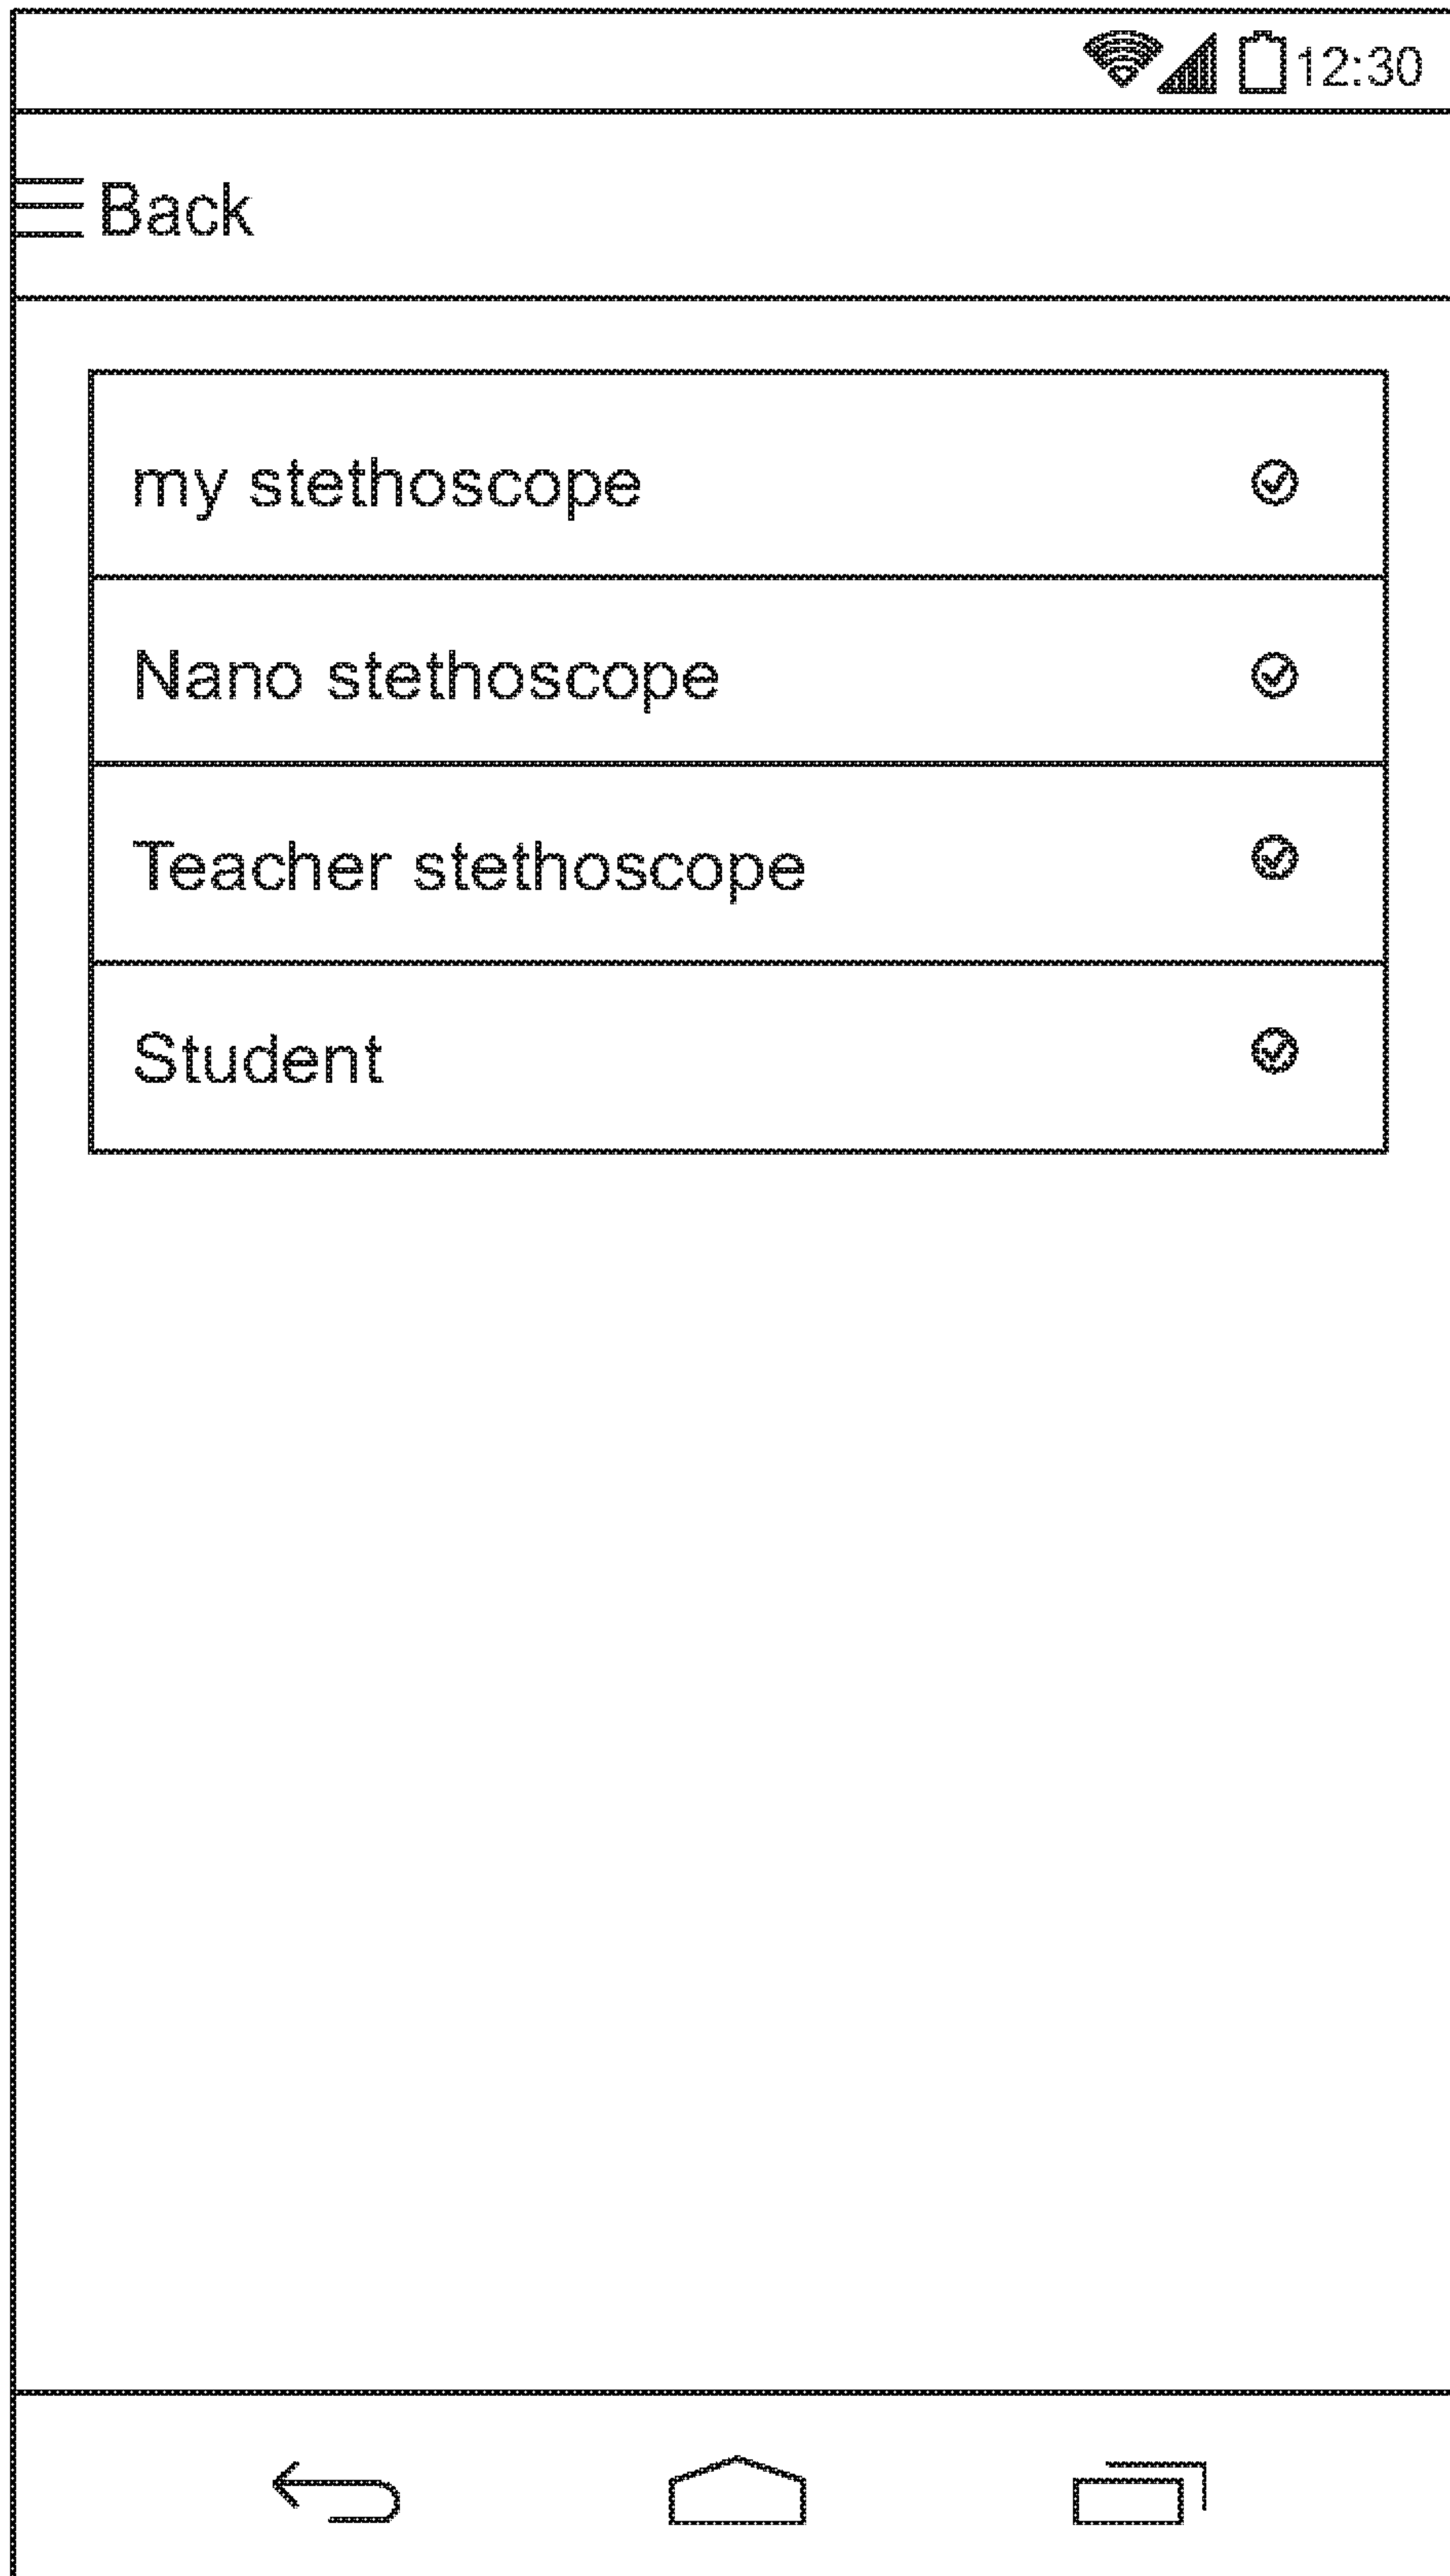 12:30
Back
my stethoscope
Nano stethoscope
Teacher stethoscope
Student